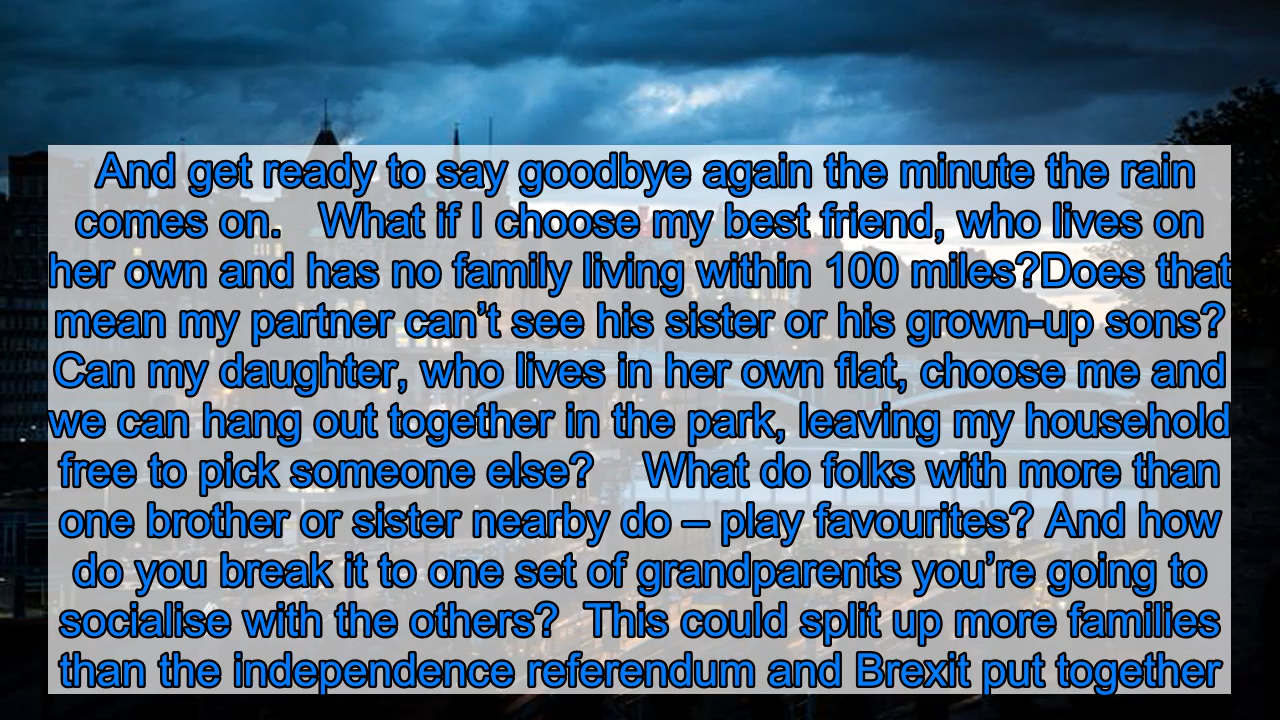 And get ready to say goodbye again the minute the rain
comes on.   What if I choose my best friend, who lives on
her own and has no family living within 100 miles?Does that
mean my partner can’t see his sister or his grown-up sons?
Can my daughter, who lives in her own flat, choose me and
we can hang out together in the park, leaving my household
free to pick someone else?    What do folks with more than
one brother or sister nearby do – play favourites? And how
do you break it to one set of grandparents you’re going to
socialise with the others?  This could split up more families
than the independence referendum and Brexit put together